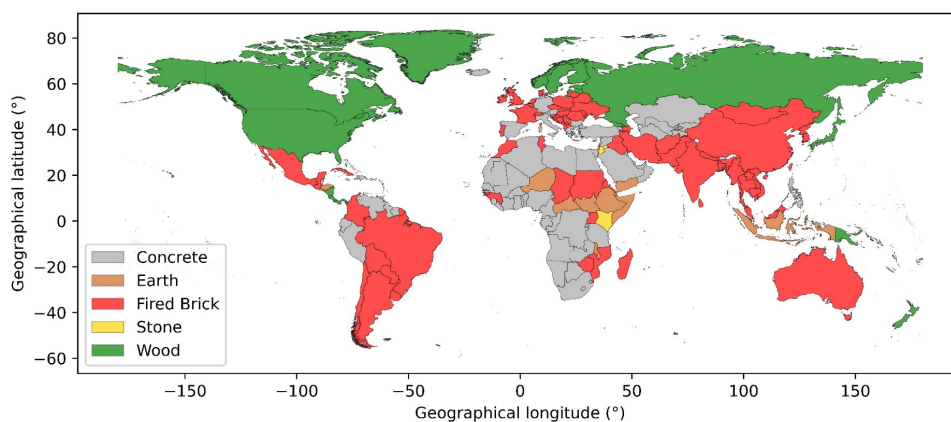 80
60
40
20
0
−20
−40
−60
Geographical latitude (°)
Concrete
Earth
Fired Brick
Stone
Wood
−150
−100
−50
0
50
100
150
Geographical longitude (°)